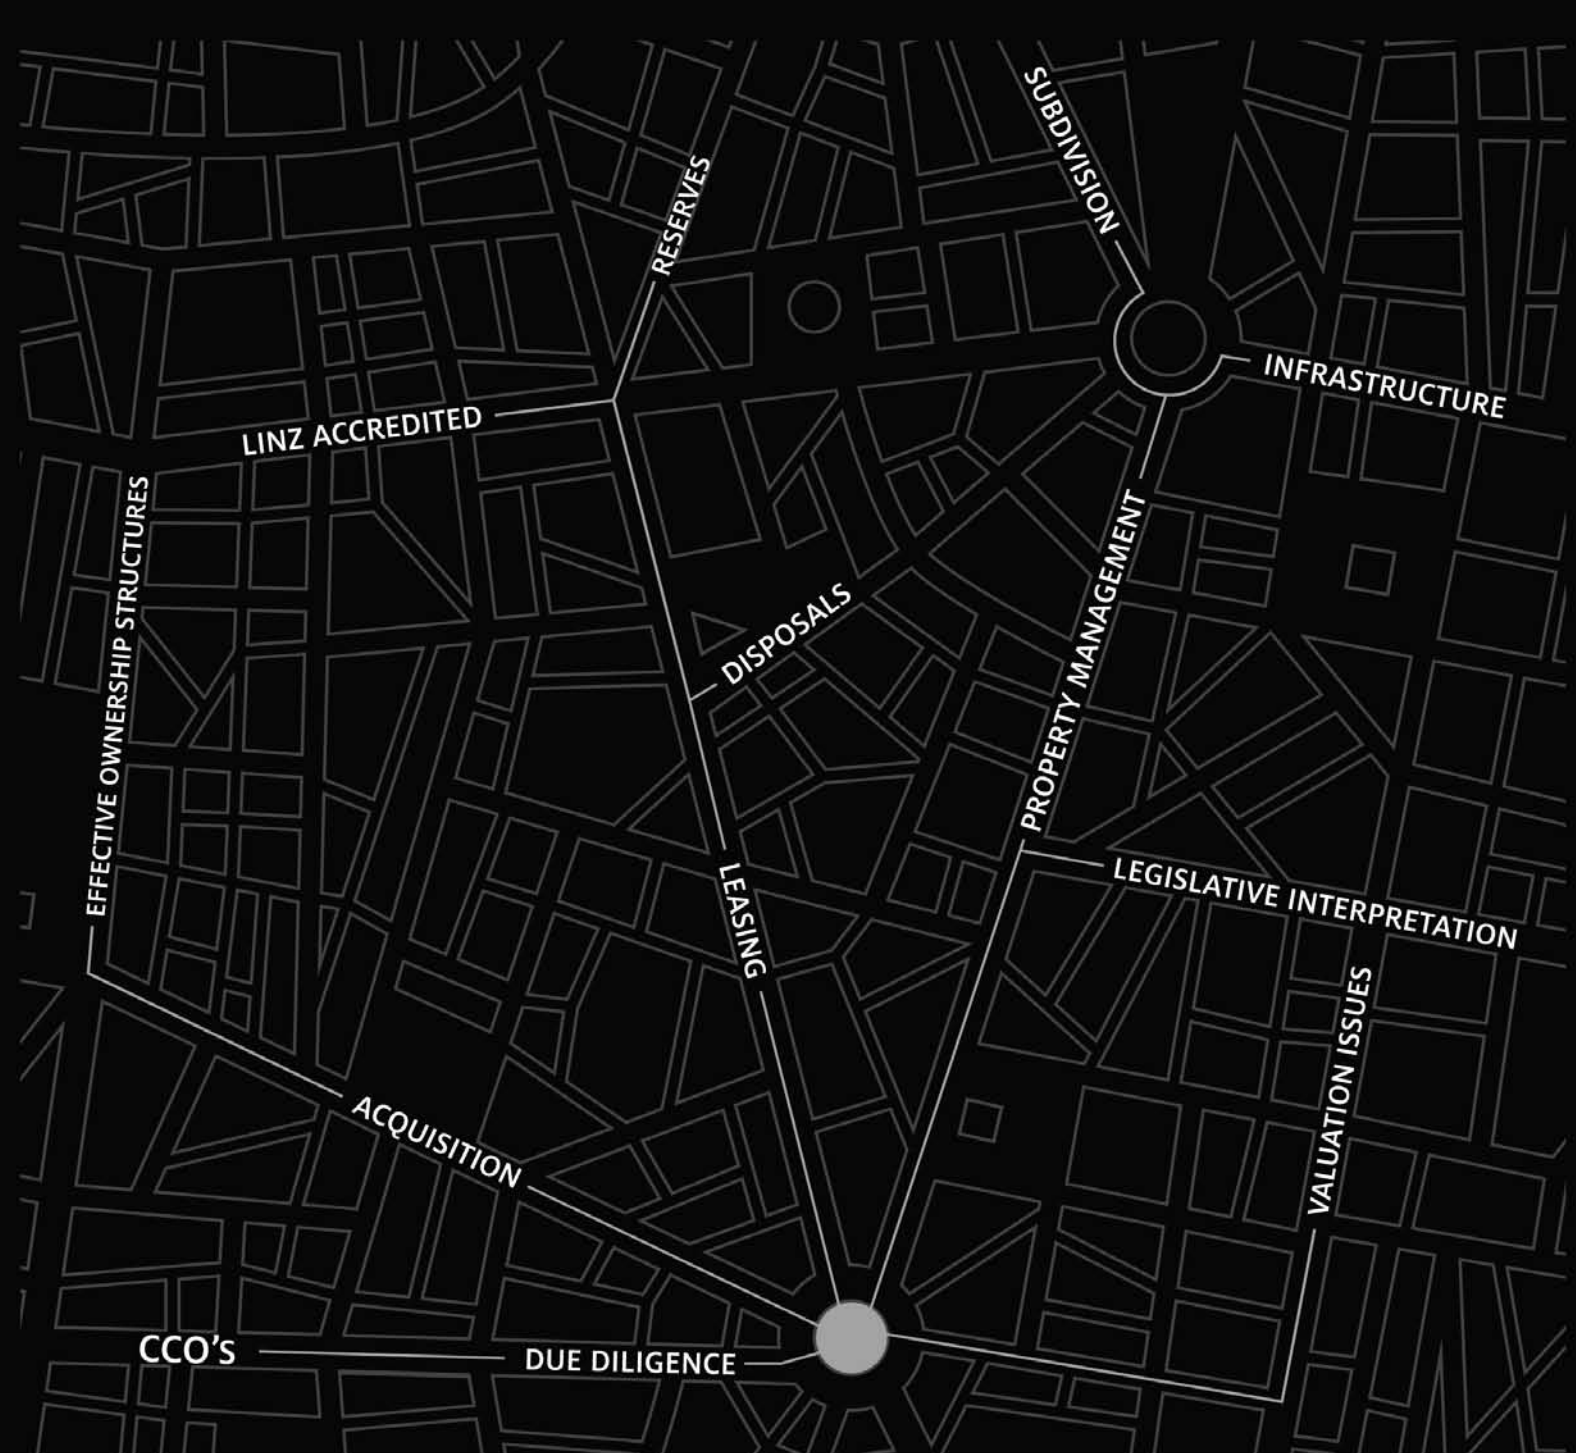 SUBDIVISION
RESERVES
INFRASTRUCTURE
LINZ ACCREDITED
EFFECTIVE OWNERSHIP STRUCTURES
PROPERTY MANAGEMENT
DISPOSALS
LEASING
LEGISLATIVE INTERPRETATION
VALUATION ISSUES
ACQUISITION
CCO’s
DUE DILIGENCE